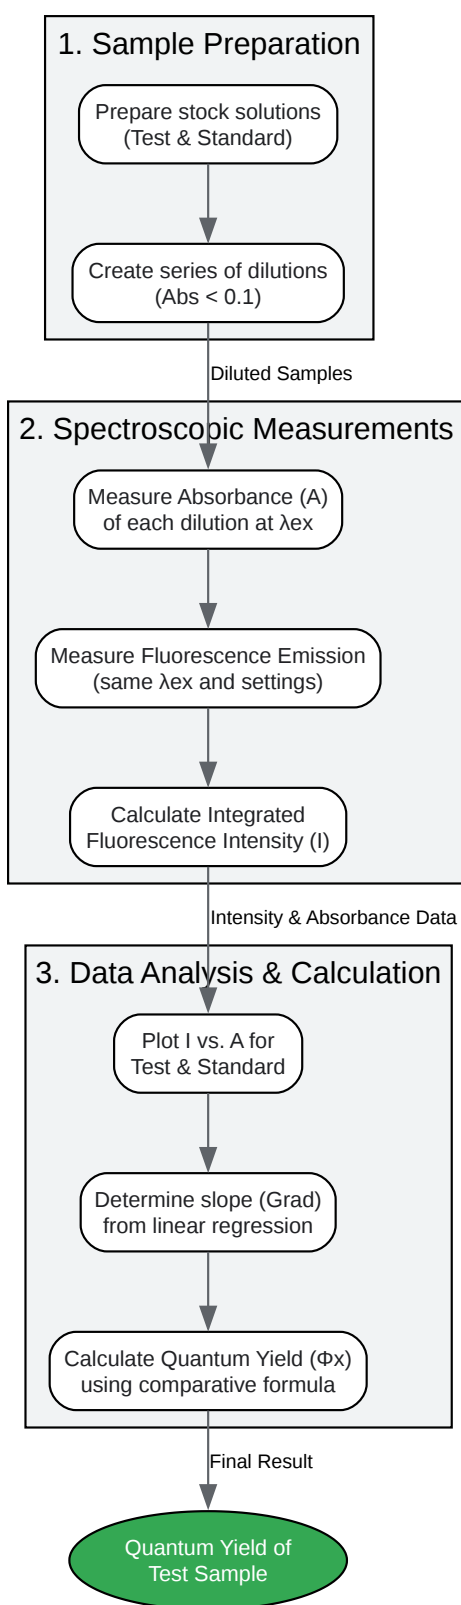 1. Sample Preparation
Prepare stock solutions
(Test & Standard)
Create series of dilutions
(Abs < 0.1)
Diluted Samples
2. Spectroscopic Measurements
Measure Absorbance (A)
of each dilution at λex
Measure Fluorescence Emission
(same λex and settings)
Calculate Integrated
Fluorescence Intensity (I)
Intensity & Absorbance Data
3. Data Analysis & Calculation
Plot I vs. A for
Test & Standard
Determine slope (Grad)
from linear regression
Calculate Quantum Yield (Φx)
using comparative formula
Final Result
Quantum Yield of
Test Sample